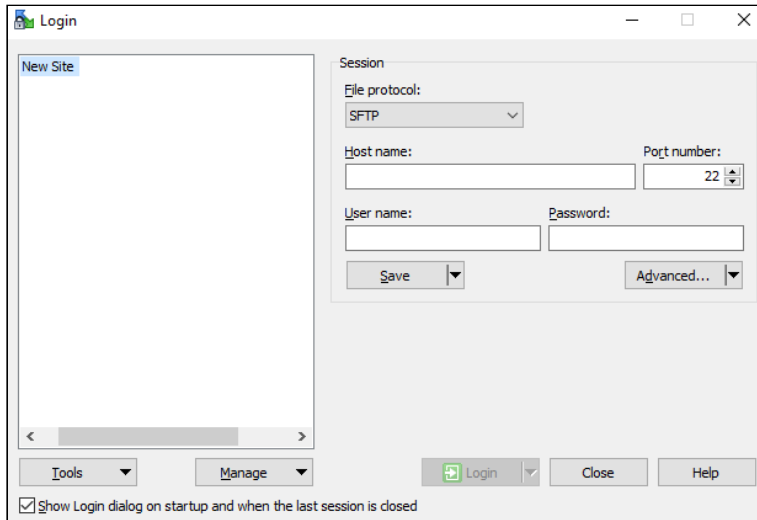 Login
New Site
Session
File protocol:
SFTP
Host name:
Port number:
22
User name:
Password:
Save
Advanced...
Tools
Manage
Login
Close
Help
Show Login dialog on startup and when the last session is closed